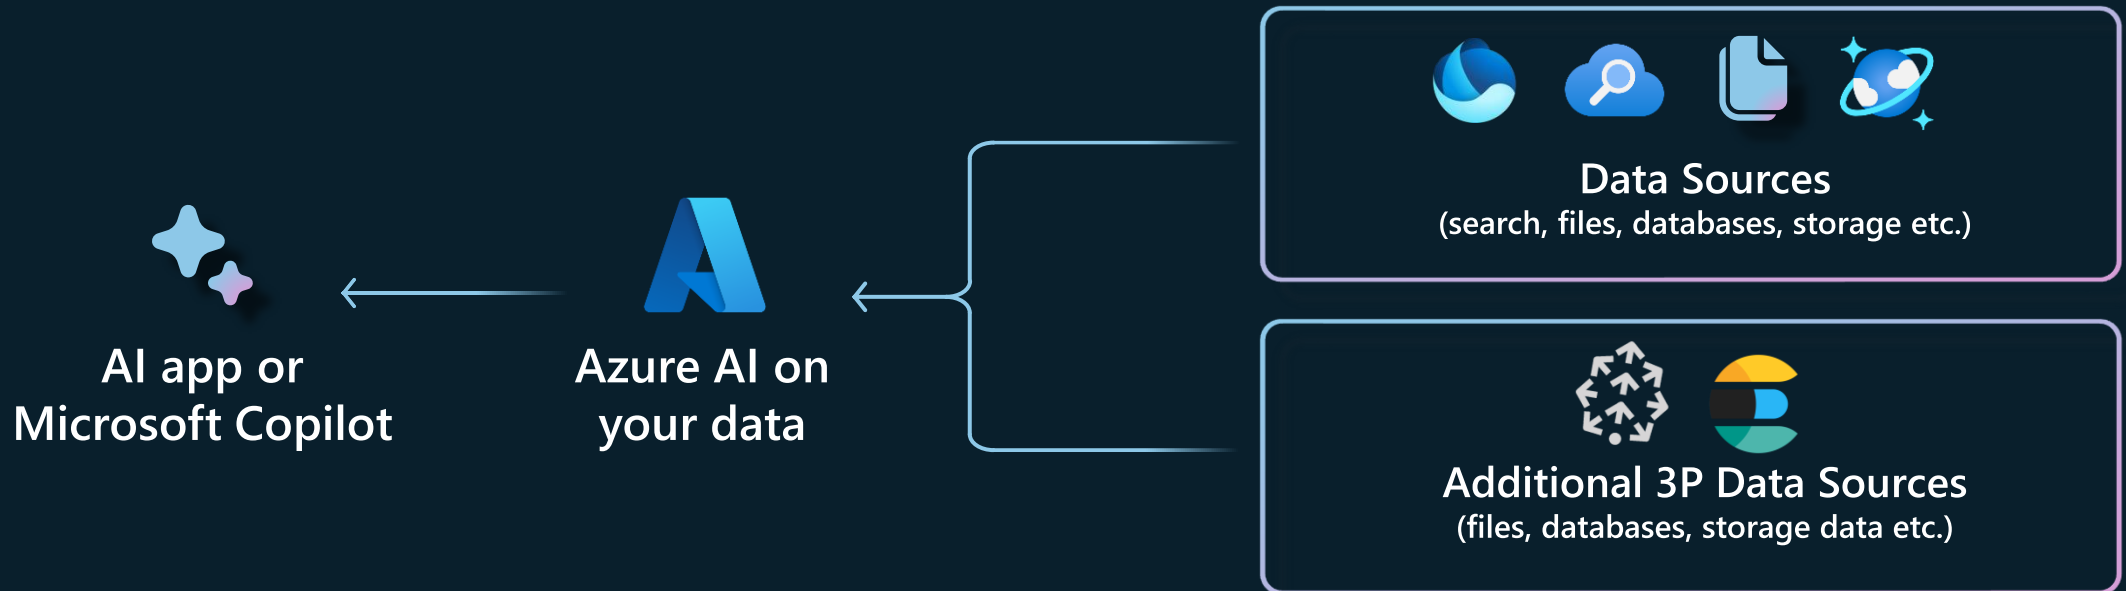 AI app or
Microsoft Copilot
Azure AI on
your data
Data Sources
(search, files, databases, storage etc.)
Additional 3P Data Sources
(files, databases, storage data etc.)